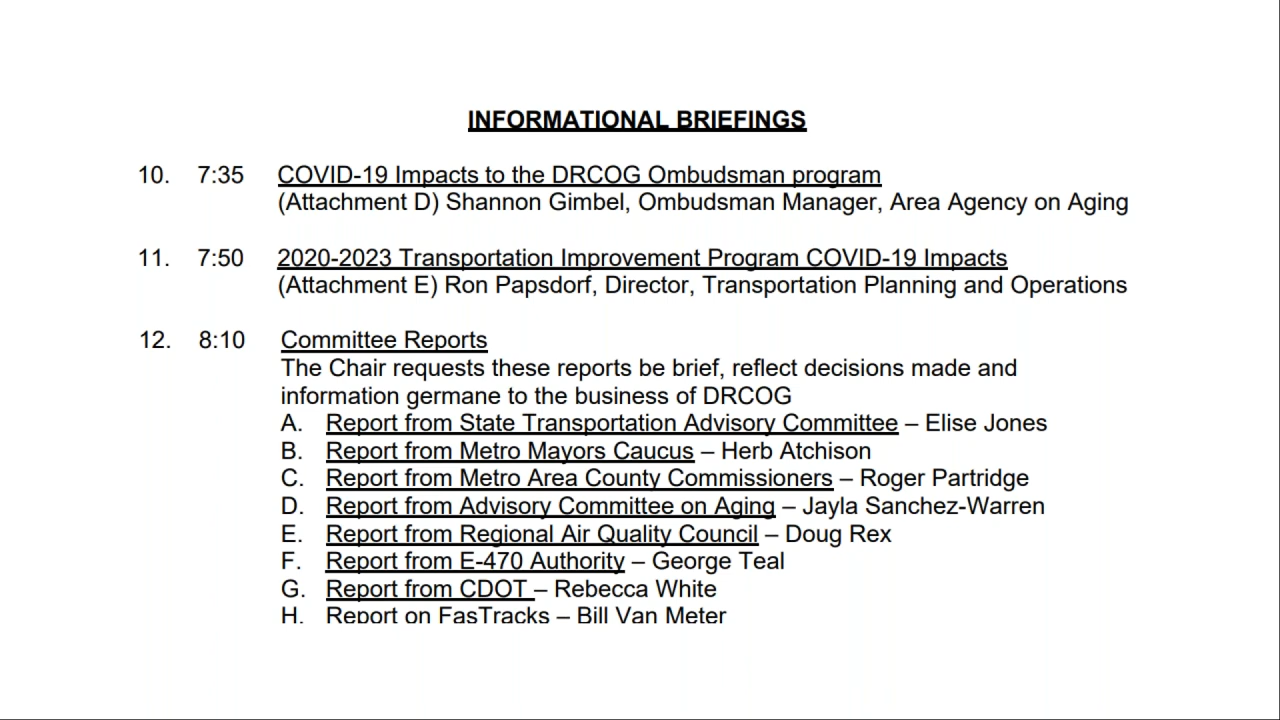 INFORMATIONAL BRIEFINGS
10. 7:35 COVID-19 Impacts to the DRCOG Ombudsman program
(Attachment D) Shannon Gimbel, Ombudsman Manager, Area Agency on Aging
11. 7:50 2020-2023 Transportation Improvement Program COVID-19 Impacts
(Attachment E) Ron Papsdorf, Director, Transportation Planning and Operations
12. 8:10 Committee Reports
The Chair requests these reports be brief, reflect decisions made and
information germane to the business of DRCOG
A. Report from State Transportation Advisory Committee – Elise Jones
B. Report from Metro Mayors Caucus – Herb Atchison
C. Report from Metro Area County Commissioners – Roger Partridge
D. Report from Advisory Committee on Aging – Jayla Sanchez-Warren
E. Report from Regional Air Quality Council – Doug Rex
F. Report from E-470 Authority – George Teal
G. Report from CDOT – Rebecca White
H. Report on FasTracks – Bill Van Meter